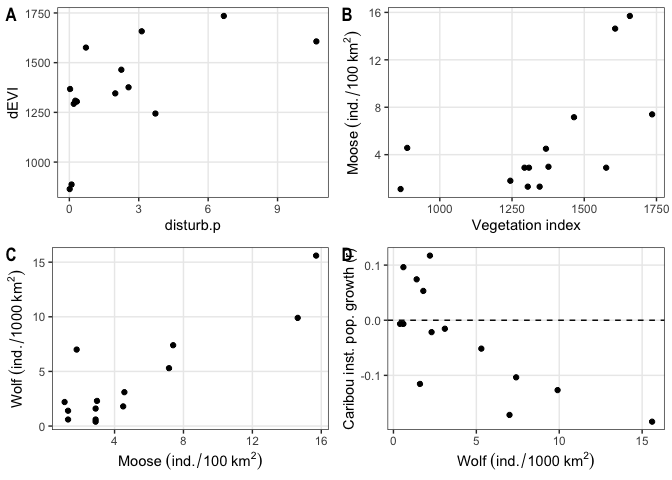 A
dEVI
1750
1500
1250
1000
0 3 6 9
disturb.p
B
Moose (ind./100 km²)
16
12
8
4
1000 1250 1500 1750
Vegetation index
C
Wolf (ind./1000 km²)
15
10
5
0
4 8 12 16
Moose (ind./100 km²)
D
Caribou inst. pop. growth (r)
0.1
0.0
-0.1
0 5 10 15
Wolf (ind./1000 km²)